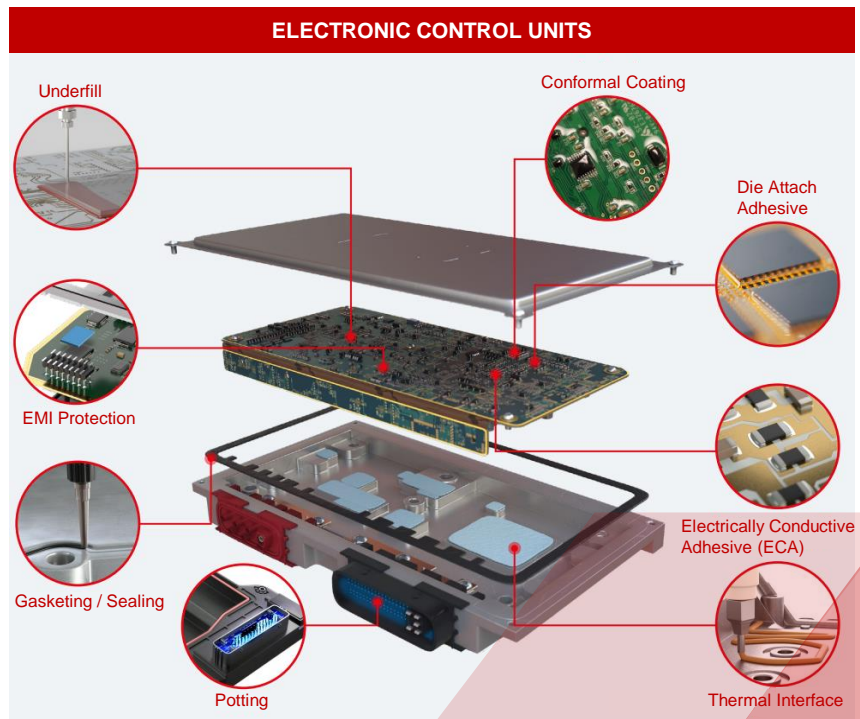 ELECTRONIC CONTROL UNITS
Underfill
Conformal Coating
Die Attach
Adhesive
EMI Protection
Electrically Conductive
Adhesive (ECA)
Gasketing / Sealing
Potting
Thermal Interface